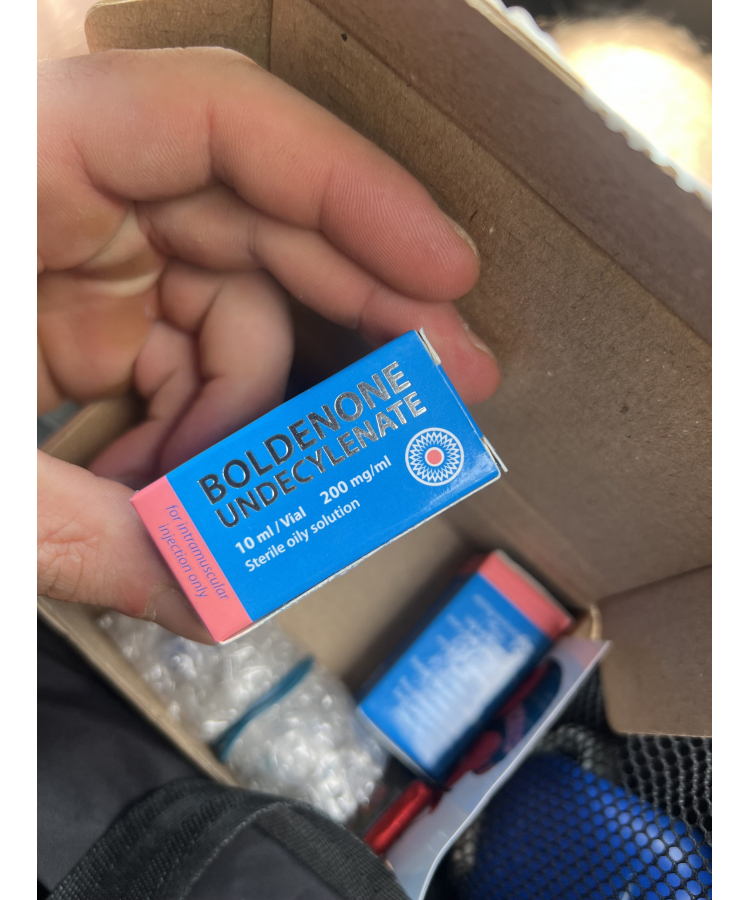 BOLDENONE
UNDECYLENATE
10 ml / Vial 200 mg/ml
Sterile oily solution
for intramuscular
injection only